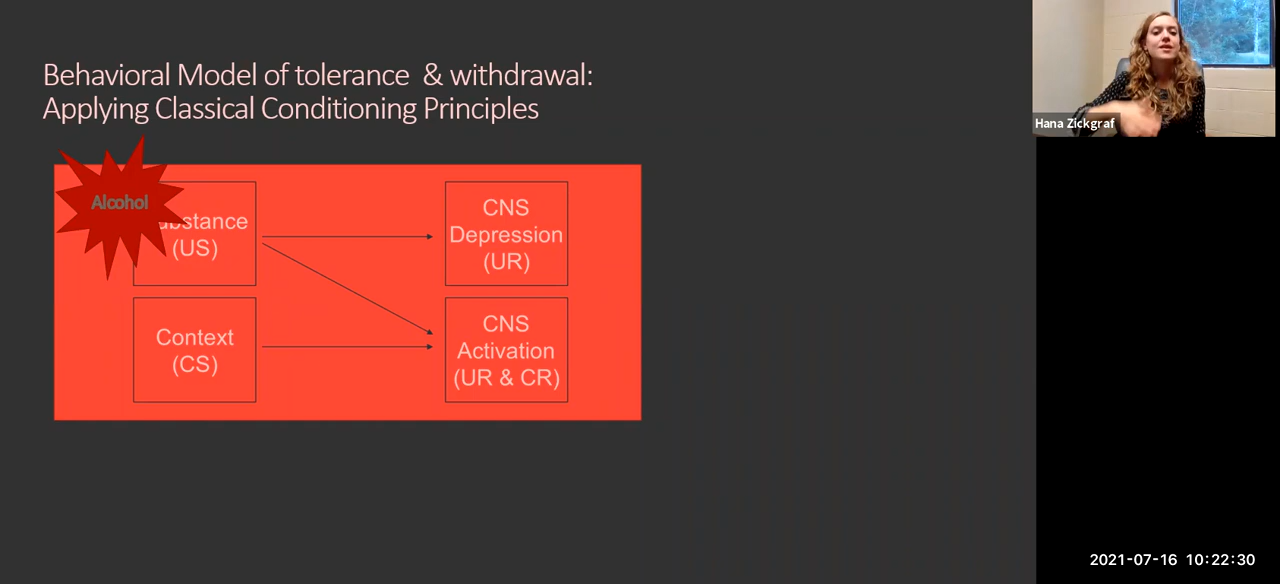 Behavioral Model of tolerance & withdrawal:
Applying Classical Conditioning Principles
Hana Zickgraf
Alcohol
(US)
CNS
Depression
(UR)
Context
(CS)
CNS
Activation
(UR & CR)
2021-07-16 10:22:30